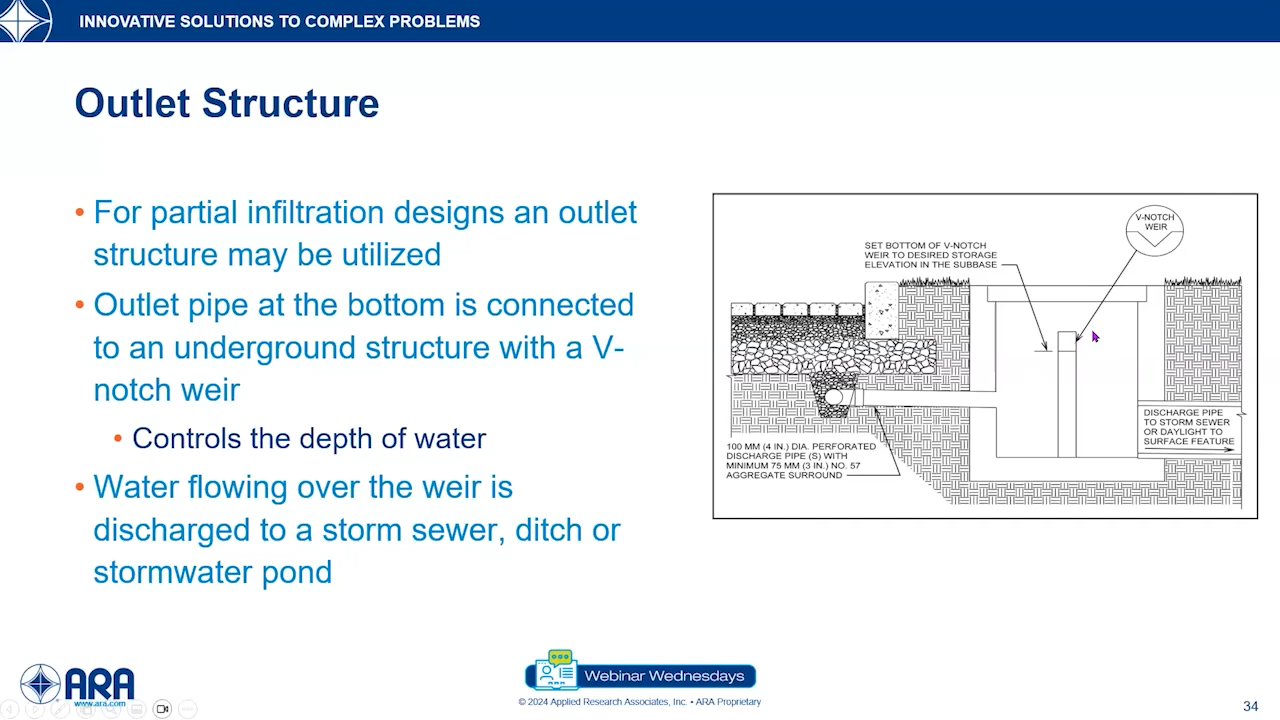 INNOVATIVE SOLUTIONS TO COMPLEX PROBLEMS
Outlet Structure
• For partial infiltration designs an outlet
structure may be utilized
• Outlet pipe at the bottom is connected
to an underground structure with a V-
notch weir
• Controls the depth of water
• Water flowing over the weir is
discharged to a storm sewer, ditch or
stormwater pond
V-NOTCH
WEIR
SET BOTTOM OF V-NOTCH
WEIR TO DESIRED STORAGE
ELEVATION IN THE SUBBASE
100 MM (4 IN.) DIA. PERFORATED
DISCHARGE PIPE (S) WITH
MINIMUM 75 MM (3 IN.) NO. 57
AGGREGATE SURROUND
DISCHARGE PIPE
TO STORM SEWER
OR DAYLIGHT TO
SURFACE FEATURE
ARA
www.ara.com
ARA
Webinar Wednesdays
© 2024 Applied Research Associates, Inc. • ARA Proprietary
34